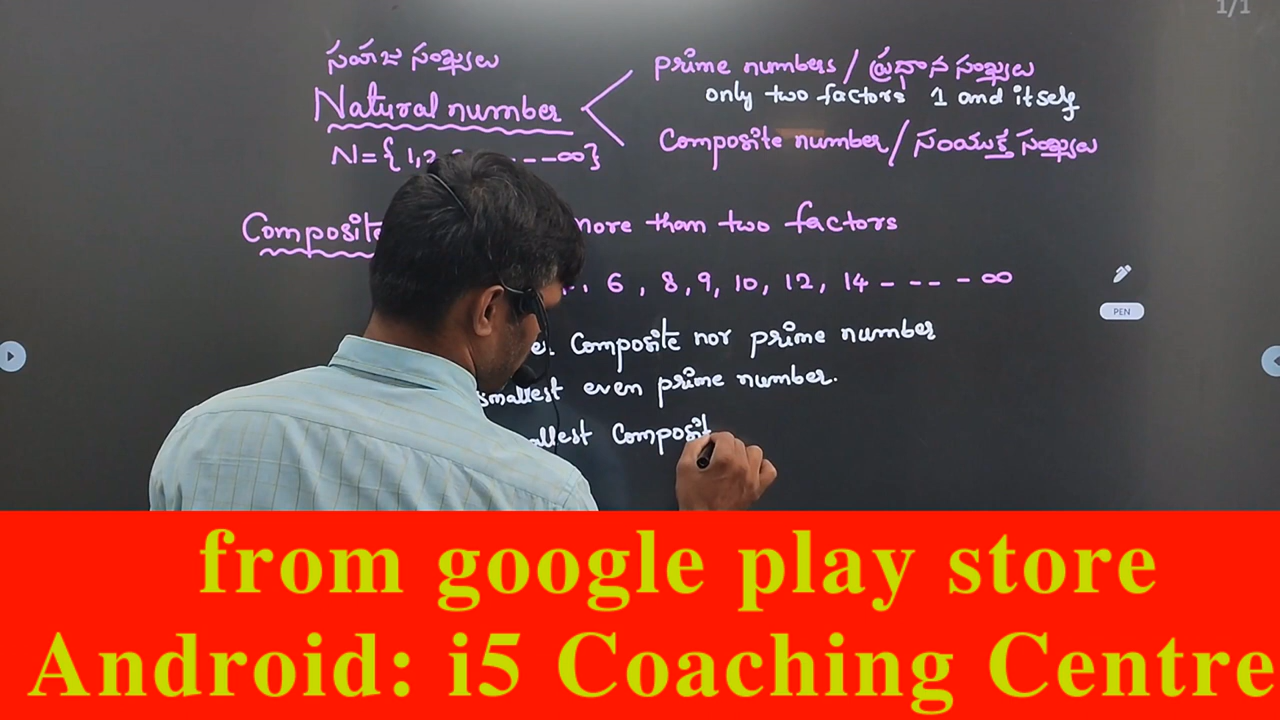 1/1
సహజ సంఖ్యలు
Natural number
N={1,2
---∞}
prime numbers / ప్రధాన సంఖ్యలు
only two factors 1 and itself
Composite number / సంయుక్త సంఖ్యలు
Composite
more than two factors
, 6 , 8, 9, 10, 12, 14 - -- - ∞
PEN
Composite nor prime number
smallest even prime number.
Composit
from google play store
Android: i5 Coaching Centre